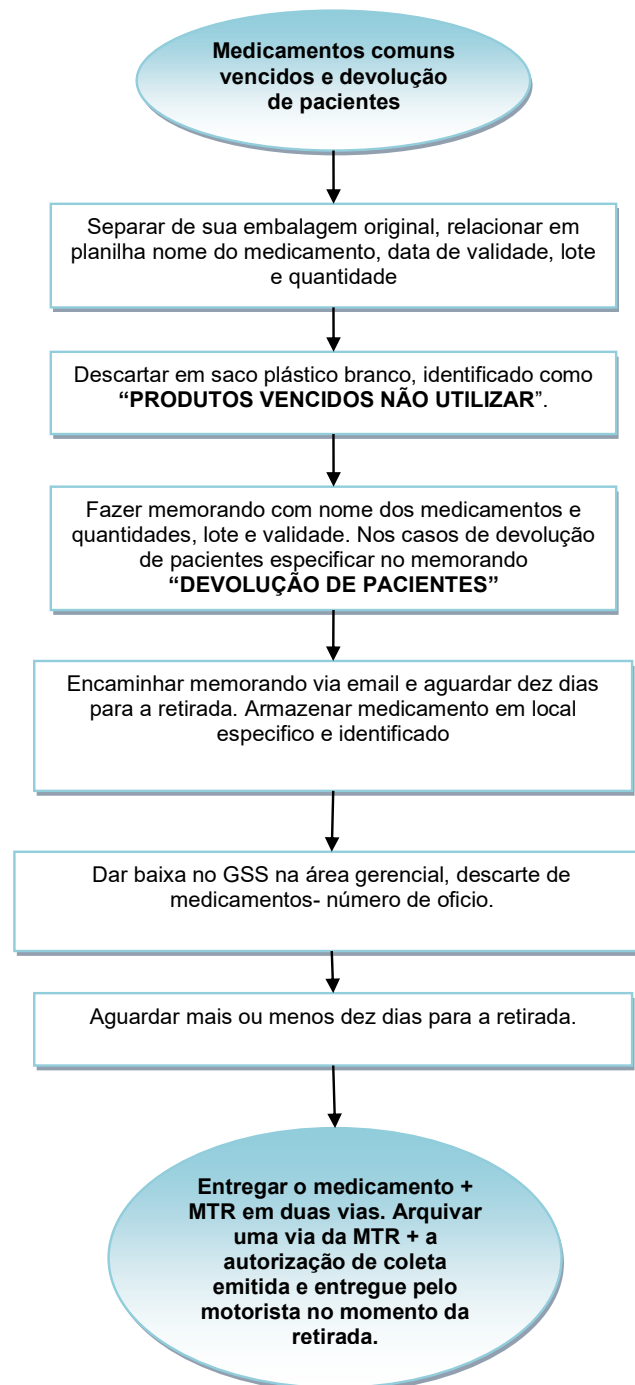 Medicamentos comuns
vencidos e devolução
de pacientes
Separar de sua embalagem original, relacionar em
planilha nome do medicamento, data de validade, lote
e quantidade
Descartar em saco plástico branco, identificado como
“PRODUTOS VENCIDOS NÃO UTILIZAR”.
Fazer memorando com nome dos medicamentos e
quantidades, lote e validade. Nos casos de devolução
de pacientes especificar no memorando
“DEVOLUÇÃO DE PACIENTES”
Encaminhar memorando via email e aguardar dez dias
para a retirada. Armazenar medicamento em local
especifico e identificado
Dar baixa no GSS na área gerencial, descarte de
medicamentos- número de oficio.
Aguardar mais ou menos dez dias para a retirada.
Entregar o medicamento +
MTR em duas vias. Arquivar
uma via da MTR + a
autorização de coleta
emitida e entregue pelo
motorista no momento da
retirada.